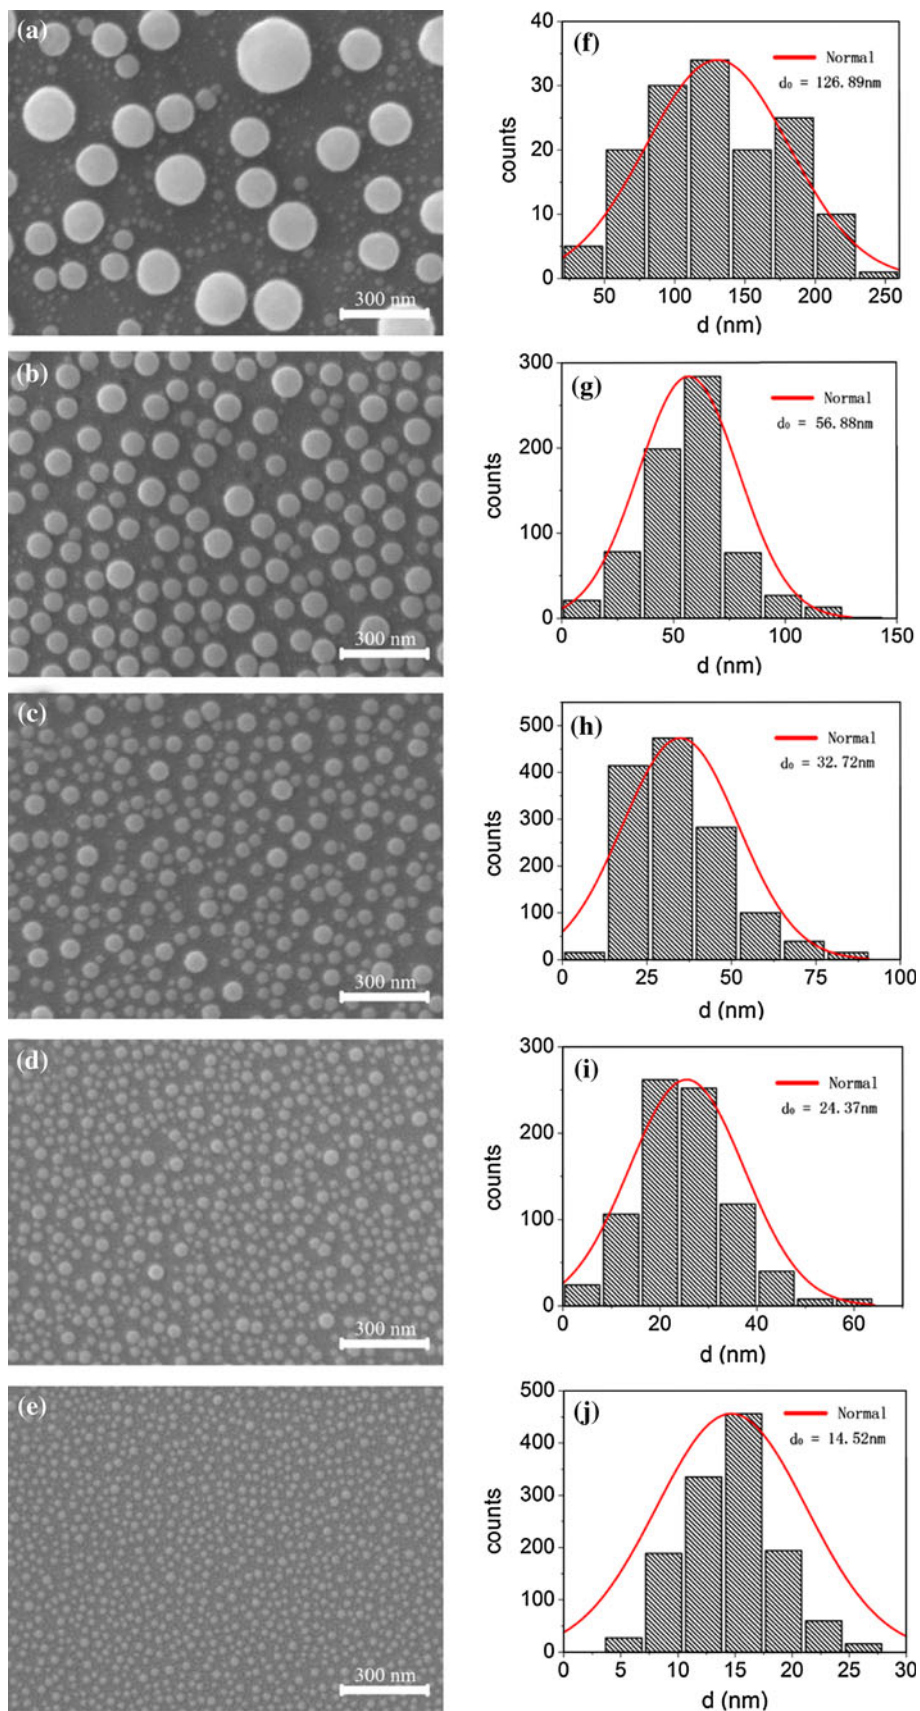 (a)
300 nm
(f)
Normal
d₀ = 126.89nm
counts
40
30
20
10
0
50
100
150
200
250
d (nm)
(b)
300 nm
(g)
Normal
d₀ = 56.88nm
counts
300
200
100
0
0
50
100
150
d (nm)
(c)
300 nm
(h)
Normal
d₀ = 32.72nm
counts
500
400
300
200
100
0
0
25
50
75
100
d (nm)
(d)
300 nm
(i)
Normal
d₀ = 24.37nm
counts
300
200
100
0
0
20
40
60
d (nm)
(e)
300 nm
(j)
Normal
d₀ = 14.52nm
counts
500
400
300
200
100
0
0
5
10
15
20
25
30
d (nm)